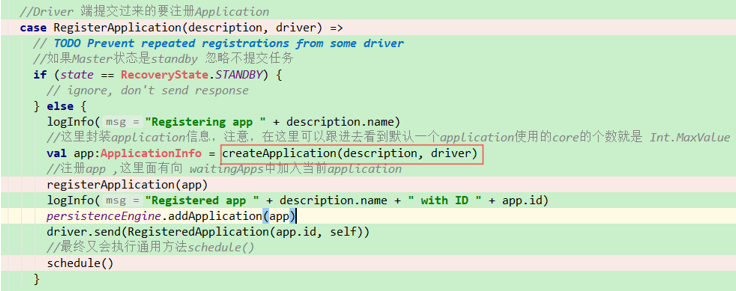 //Driver 端提交过来的要注册Application
case RegisterApplication(description, driver) =>
// TODO Prevent repeated registrations from some driver
//如果Master状态是standby 忽略不提交任务
if (state == RecoveryState.STANDBY) {
// ignore, don't send response
} else {
logInfo( msg = "Registering app " + description.name)
//这里封装application信息，注意，在这里可以跟进去看到默认一个application使用的core的个数就是 Int.MaxValue
val app:ApplicationInfo = createApplication(description, driver)
//注册app ,这里面有向 waitingApps中加入当前application
registerApplication(app)
logInfo( msg = "Registered app " + description.name + " with ID " + app.id)
persistenceEngine.addApplication(app)
driver.send(RegisteredApplication(app.id, self))
//最终又会执行通用方法schedule()
schedule()
}